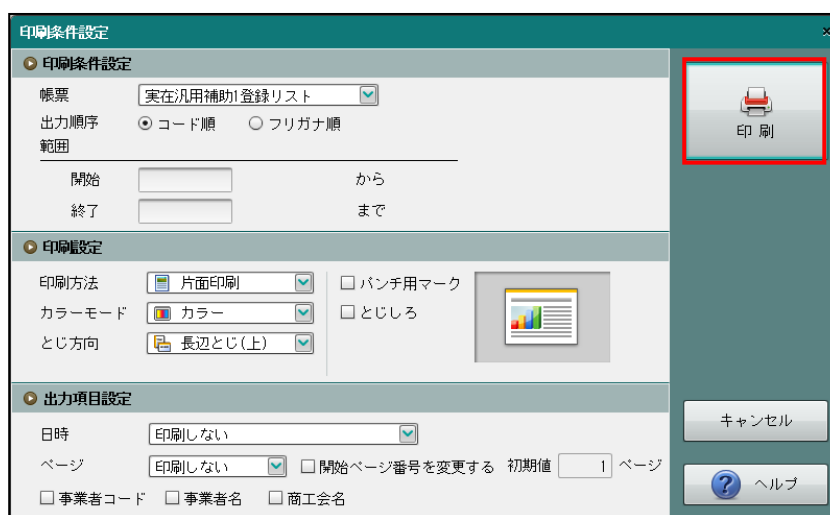 印刷条件設定
印刷条件設定
帳票 実在汎用補助1登録リスト
出力順序 コード順 フリガナ順
範囲
開始 から
終了 まで
印刷設定
印刷方法 片面印刷 パンチ用マーク
カラーモード カラー とじしろ
とじ方向 長辺とじ(上)
出力項目設定
日時 印刷しない
ページ 印刷しない 開始ページ番号を変更する 初期値 1 ページ
事業者コード 事業者名 商工会名
印 刷
キャンセル
ヘルプ